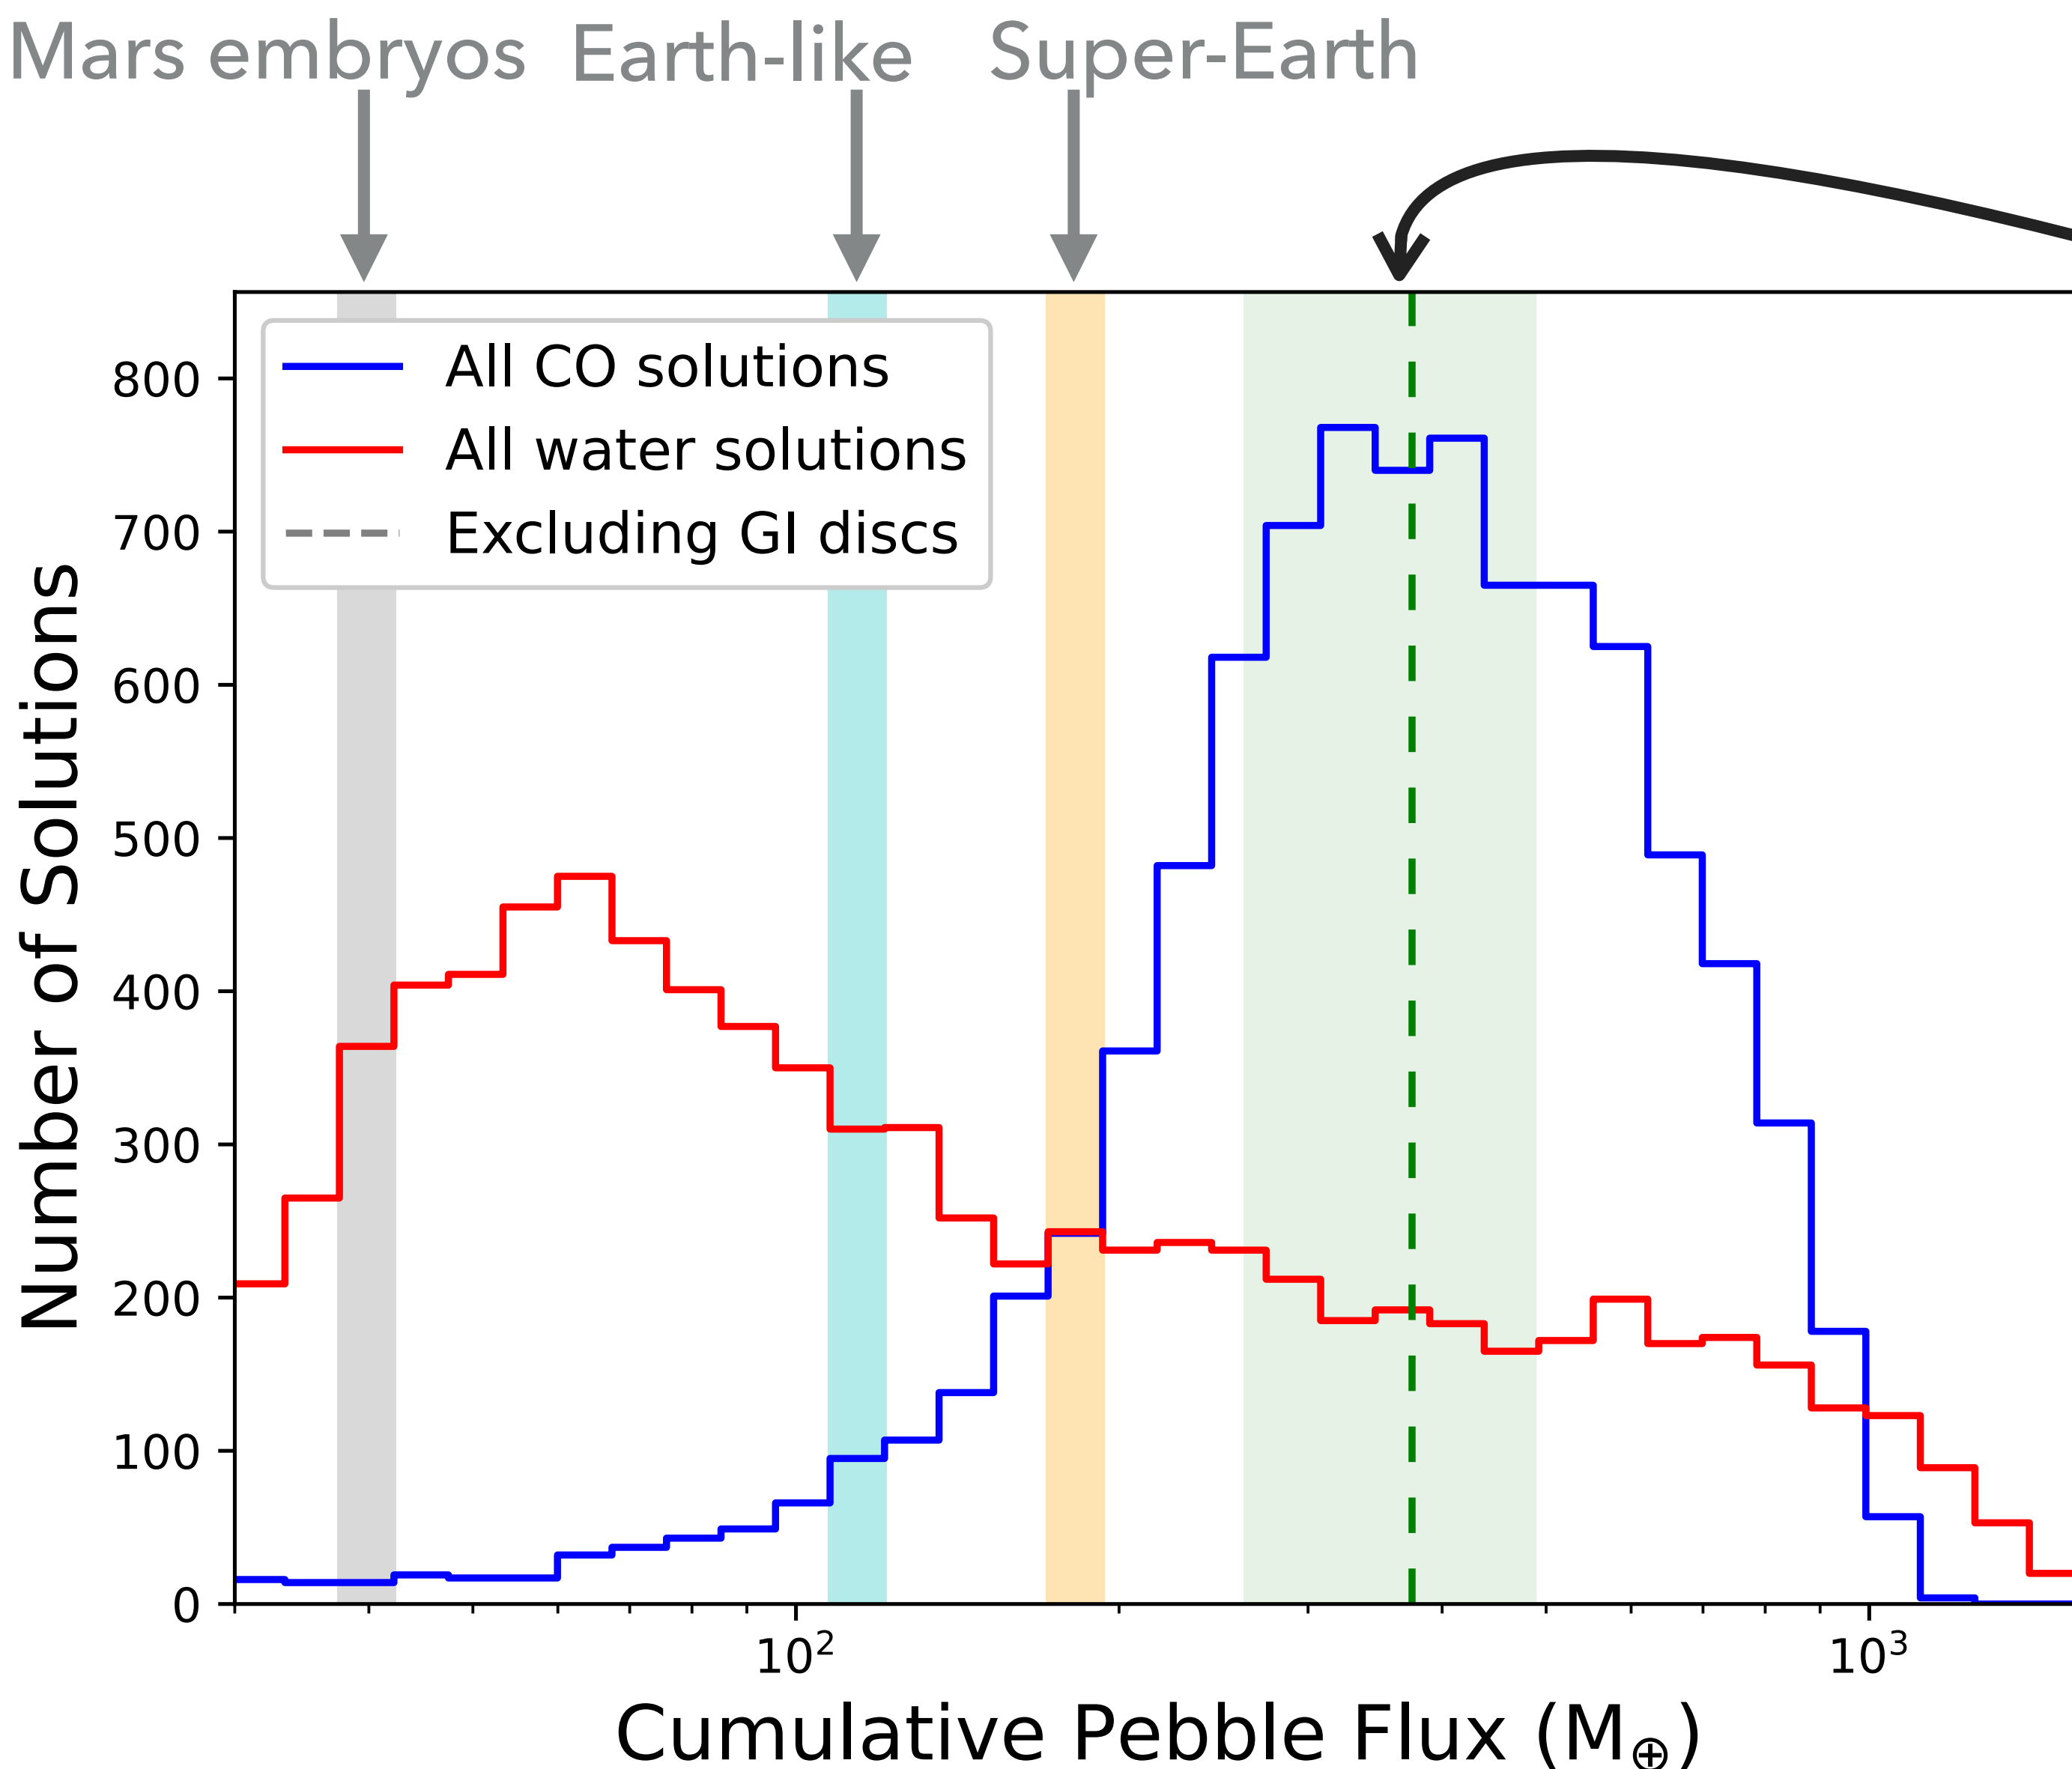 Mars embryos Earth-like Super-Earth
All CO solutions
All water solutions
Excluding GI discs
Number of Solutions
800
700
600
500
400
300
200
100
0
10² 10³
Cumulative Pebble Flux (M⊕)